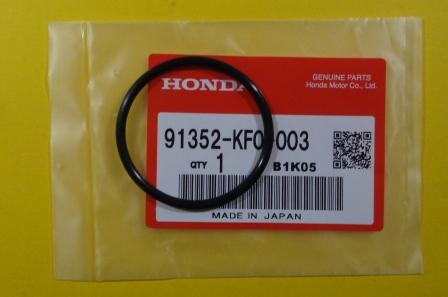 HONDA
GENUINE PARTS
Honda Motor Co., Ltd.
91352-KF0-003
QTY 1 B1K05
MADE IN JAPAN